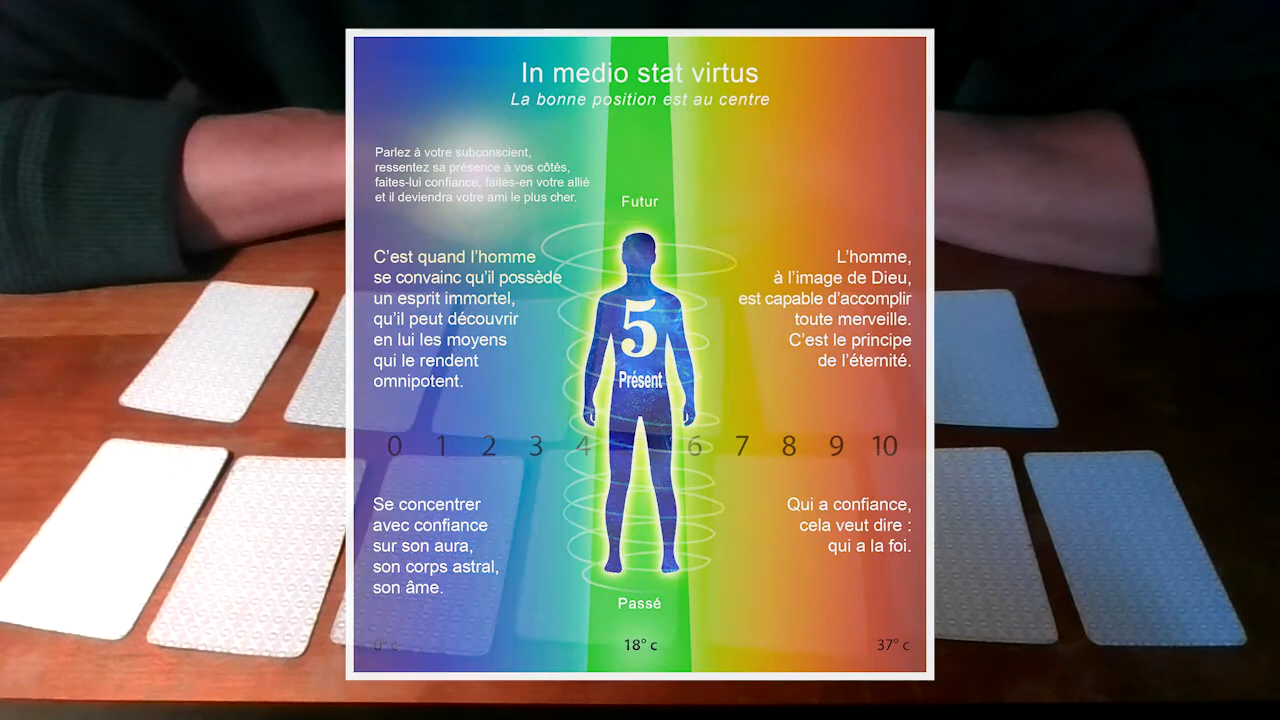 In medio stat virtus
La bonne position est au centre
Parlez à votre subconscient,
ressentez sa présence à vos côtés,
faites-lui confiance, faites-en votre allié
et il deviendra votre ami le plus cher.
Futur
C'est quand l'homme
se convainc qu'il possède
un esprit immortel,
qu'il peut découvrir
en lui les moyens
qui le rendent
omnipotent.
L'homme,
à l'image de Dieu,
est capable d'accomplir
toute merveille.
C'est le principe
de l'éternité.
5
Présent
0 1 2 3 4 6 7 8 9 10
Se concentrer
avec confiance
sur son aura,
son corps astral,
son âme.
Qui a confiance,
cela veut dire :
qui a la foi.
Passé
0° c 18° c 37° c